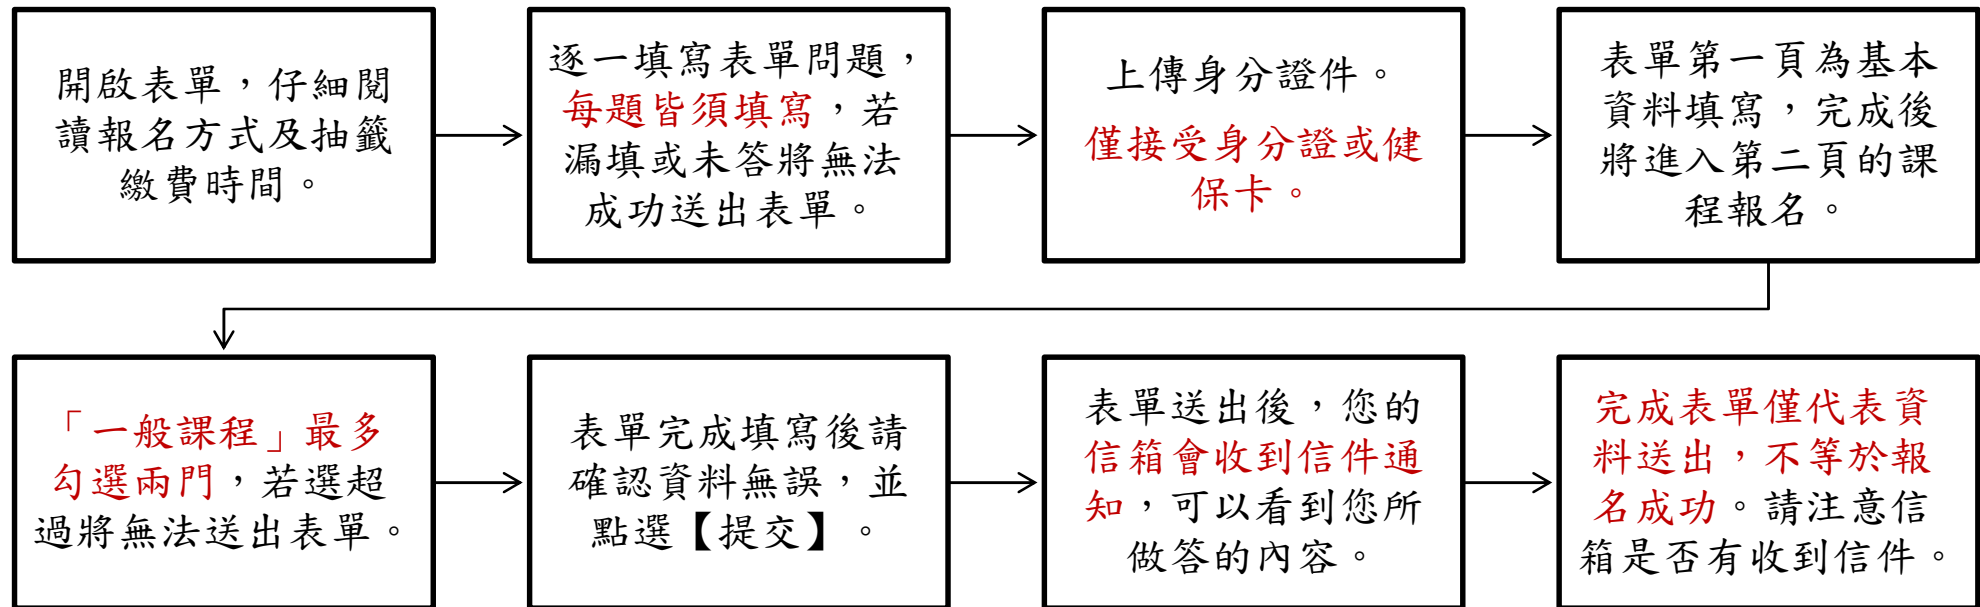 開啟表單，仔細閱
讀報名方式及抽籤
繳費時間。
逐一填寫表單問題，
每題皆須填寫，若
漏填或未答將無法
成功送出表單。
上傳身分證件。
僅接受身分證或健
保卡。
表單第一頁為基本
資料填寫，完成後
將進入第二頁的課
程報名。
「一般課程」最多
勾選兩門，若選超
過將無法送出表單。
表單完成填寫後請
確認資料無誤，並
點選【提交】。
表單送出後，您的
信箱會收到信件通
知，可以看到您所
做答的內容。
完成表單僅代表資
料送出，不等於報
名成功。請注意信
箱是否有收到信件。